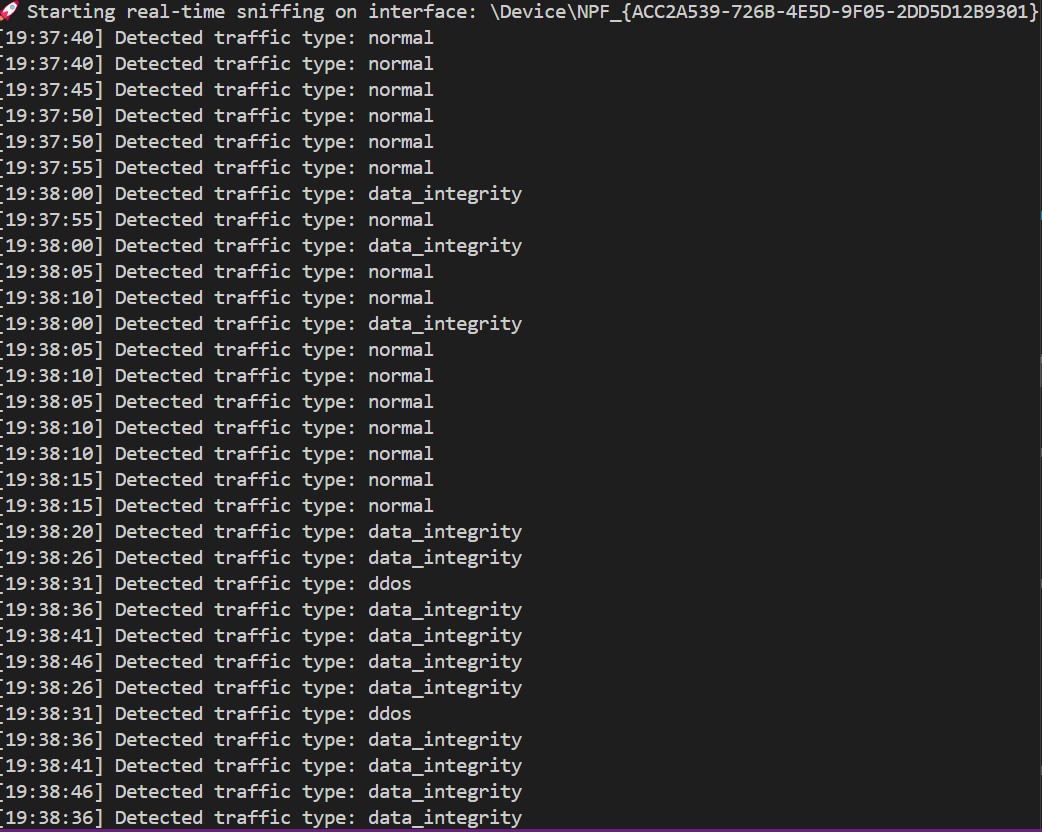 🚀 Starting real-time sniffing on interface: \Device\NPF_{ACC2A539-726B-4E5D-9F05-2DD5D12B9301}
[19:37:40] Detected traffic type: normal
[19:37:40] Detected traffic type: normal
[19:37:45] Detected traffic type: normal
[19:37:50] Detected traffic type: normal
[19:37:50] Detected traffic type: normal
[19:37:55] Detected traffic type: normal
[19:38:00] Detected traffic type: data_integrity
[19:37:55] Detected traffic type: normal
[19:38:00] Detected traffic type: data_integrity
[19:38:05] Detected traffic type: normal
[19:38:10] Detected traffic type: normal
[19:38:00] Detected traffic type: data_integrity
[19:38:05] Detected traffic type: normal
[19:38:10] Detected traffic type: normal
[19:38:05] Detected traffic type: normal
[19:38:10] Detected traffic type: normal
[19:38:10] Detected traffic type: normal
[19:38:15] Detected traffic type: normal
[19:38:15] Detected traffic type: normal
[19:38:20] Detected traffic type: data_integrity
[19:38:26] Detected traffic type: data_integrity
[19:38:31] Detected traffic type: ddos
[19:38:36] Detected traffic type: data_integrity
[19:38:41] Detected traffic type: data_integrity
[19:38:46] Detected traffic type: data_integrity
[19:38:26] Detected traffic type: data_integrity
[19:38:31] Detected traffic type: ddos
[19:38:36] Detected traffic type: data_integrity
[19:38:41] Detected traffic type: data_integrity
[19:38:46] Detected traffic type: data_integrity
[19:38:36] Detected traffic type: data_integrity